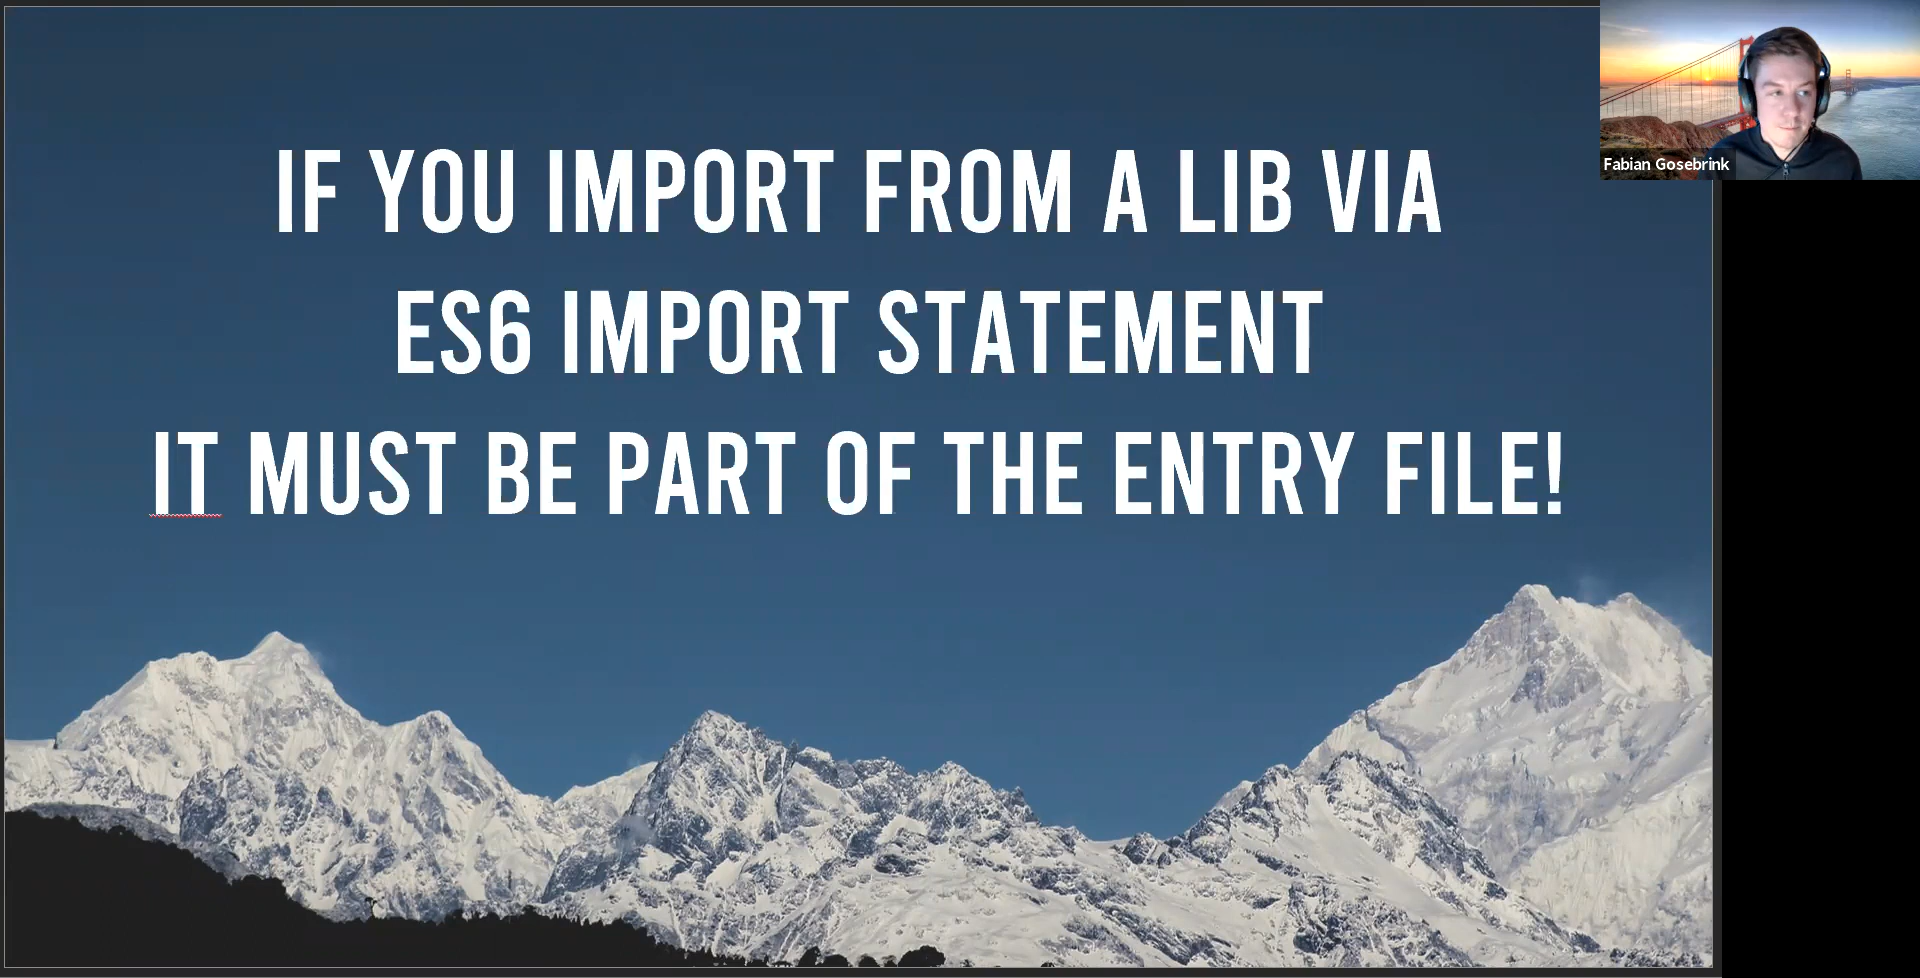 IF YOU IMPORT FROM A LIB VIA
ES6 IMPORT STATEMENT
IT MUST BE PART OF THE ENTRY FILE!
Fabian Gosebrink